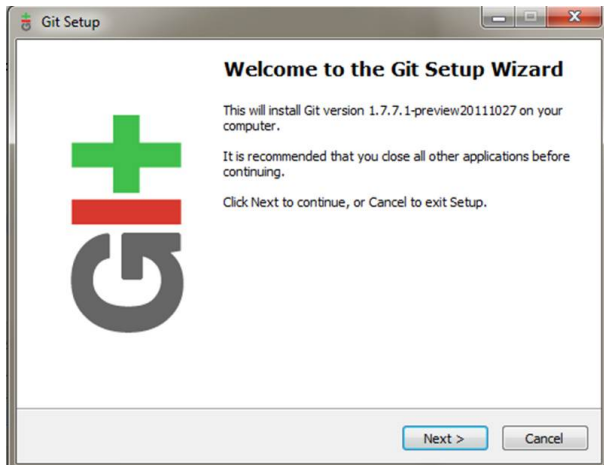 Git Setup
Welcome to the Git Setup Wizard
This will install Git version 1.7.7.1-preview20111027 on your
computer.
It is recommended that you close all other applications before
continuing.
Click Next to continue, or Cancel to exit Setup.
GIt
Next >
Cancel